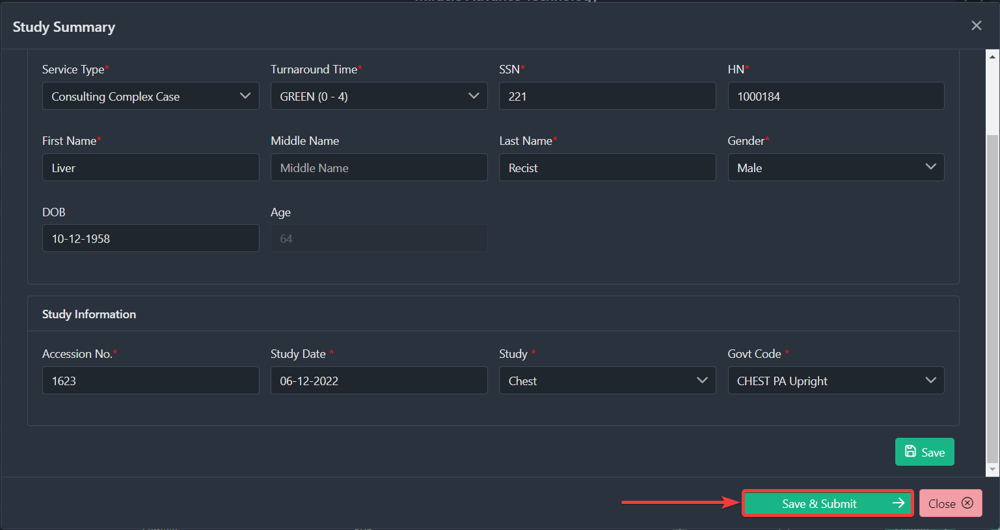 Study Summary
Service Type* Turnaround Time* SSN* HN*
Consulting Complex Case GREEN (0 - 4) 221 1000184
First Name* Middle Name Last Name* Gender*
Liver Middle Name Recist Male
DOB Age
10-12-1958 64
Study Information
Accession No.* Study Date * Study * Govt Code *
1623 06-12-2022 Chest CHEST PA Upright
Save
Save & Submit Close